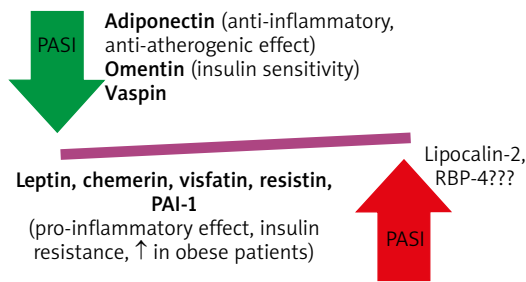 PASI
Adiponectin (anti-inflammatory,
anti-atherogenic effect)
Omentin (insulin sensitivity)
Vaspin
Leptin, chemerin, visfatin, resistin,
PAI-1
(pro-inflammatory effect, insulin
resistance, ↑ in obese patients)
Lipocalin-2,
RBP-4???
PASI